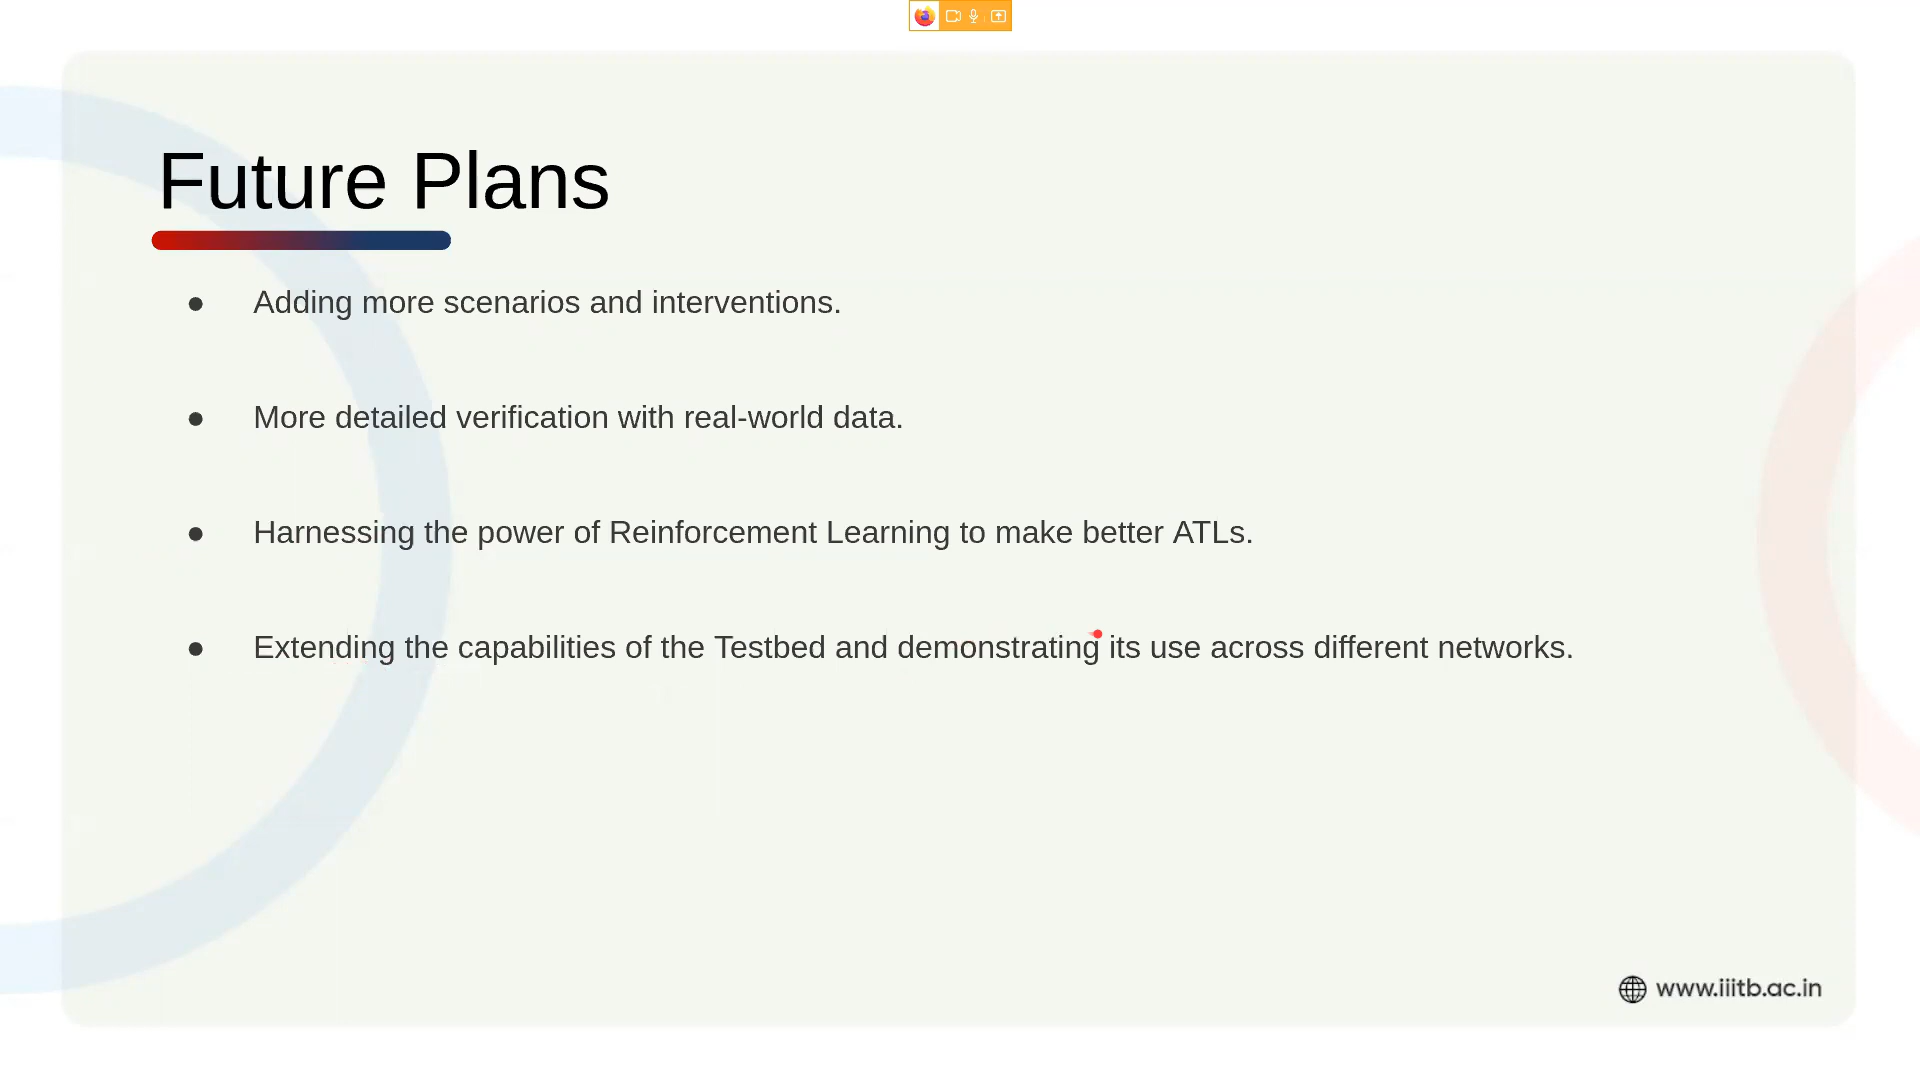 Future Plans
● Adding more scenarios and interventions.
● More detailed verification with real-world data.
● Harnessing the power of Reinforcement Learning to make better ATLs.
● Extending the capabilities of the Testbed and demonstrating its use across different networks.
www.iiitb.ac.in